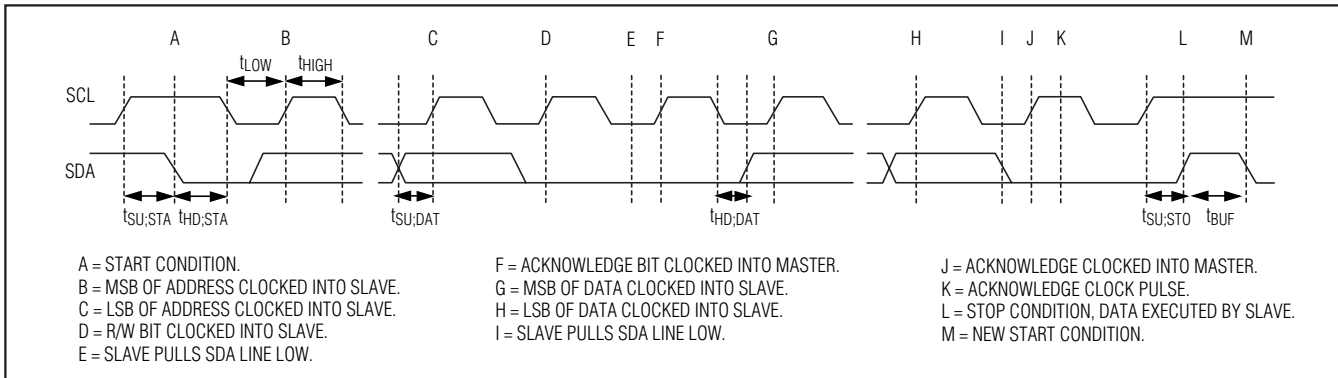 A B C D E F G H I J K L M
tLOW tHIGH
SCL
SDA
tSU;STA tHD;STA tSU;DAT tHD;DAT tSU;STO tBUF
A = START CONDITION.
B = MSB OF ADDRESS CLOCKED INTO SLAVE.
C = LSB OF ADDRESS CLOCKED INTO SLAVE.
D = R/W BIT CLOCKED INTO SLAVE.
E = SLAVE PULLS SDA LINE LOW.
F = ACKNOWLEDGE BIT CLOCKED INTO MASTER.
G = MSB OF DATA CLOCKED INTO SLAVE.
H = LSB OF DATA CLOCKED INTO SLAVE.
I = SLAVE PULLS SDA LINE LOW.
J = ACKNOWLEDGE CLOCKED INTO MASTER.
K = ACKNOWLEDGE CLOCK PULSE.
L = STOP CONDITION, DATA EXECUTED BY SLAVE.
M = NEW START CONDITION.